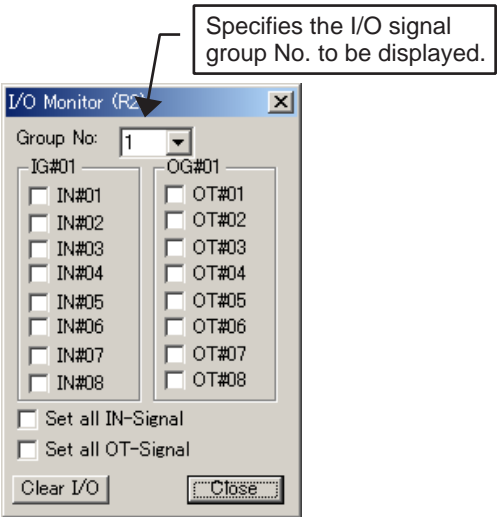 Specifies the I/O signal
group No. to be displayed.
I/O Monitor (R2)
Group No: 1
IG#01 OG#01
IN#01 OT#01
IN#02 OT#02
IN#03 OT#03
IN#04 OT#04
IN#05 OT#05
IN#06 OT#06
IN#07 OT#07
IN#08 OT#08
Set all IN-Signal
Set all OT-Signal
Clear I/O Close